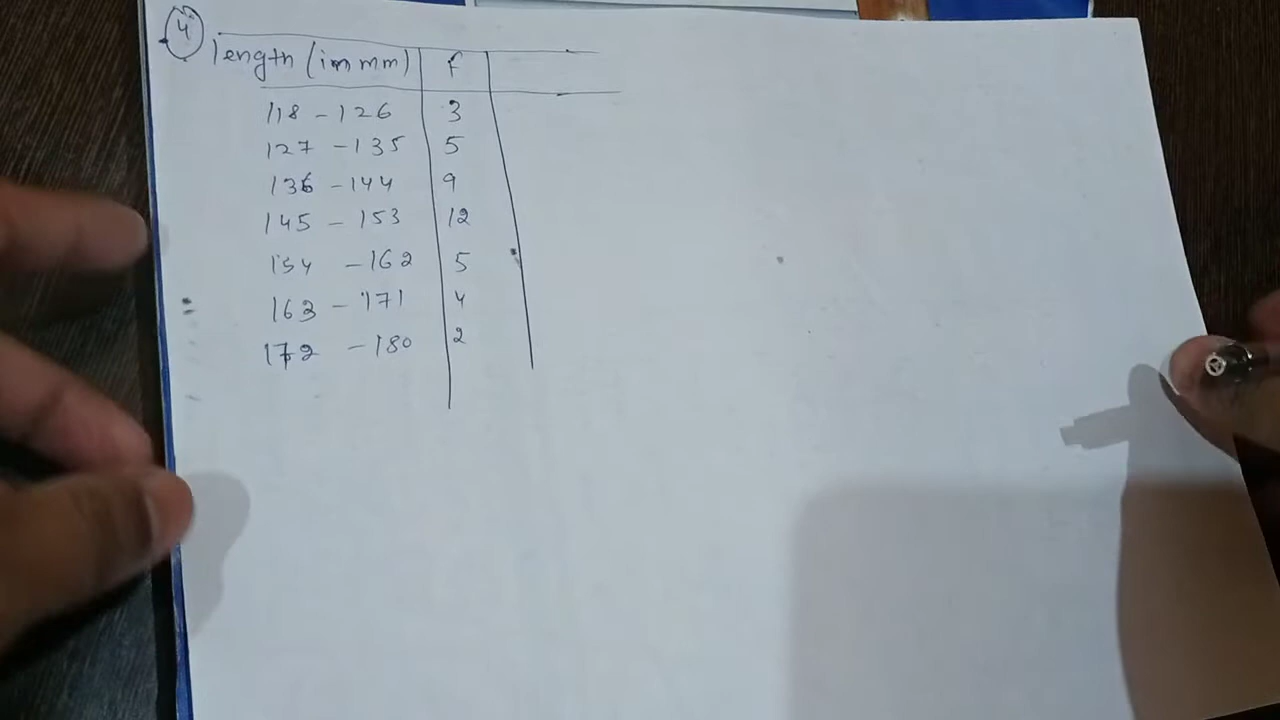 4
length (in mm) f
118 - 126 3
127 - 135 5
136 - 144 9
145 - 153 12
154 - 162 5
163 - 171 4
172 - 180 2